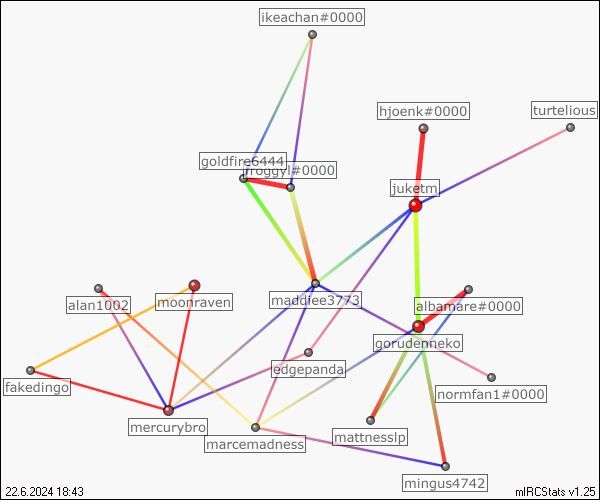 ikeachan#0000
hjoenk#0000
turtelious
goldfire6444
froggyl#0000
juketm
maddiee3773
moonraven
alan1002
albamare#0000
gorudenneko
edgepanda
fakedingo
normfan1#0000
mercurybro
marcemadness
mattnesslp
mingus4742
22.6.2024 18:43
mIRCStats v1.25